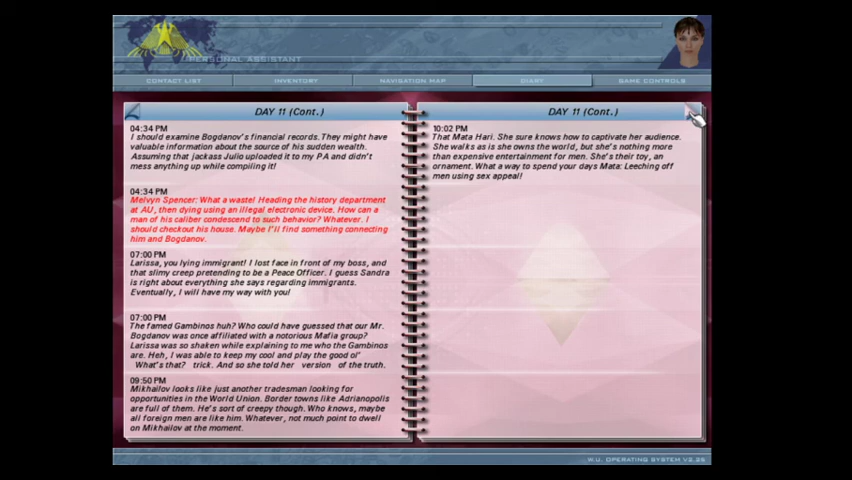 PERSONAL ASSISTANT
CONTACT LIST
INVENTORY
NAVIGATION MAP
DIARY
GAME CONTROLS
DAY 11 (Cont.)
04:34 PM
I should examine Bogdanov's financial records. They might have
valuable information about the source of his sudden wealth.
Assuming that jackass Julio uploaded it to my PA and didn't
mess anything up while compiling it!
04:34 PM
Melvyn Spencer: What a waste! Heading the history department
at AU, then dying using an illegal electronic device. How can a
man of his caliber condescend to such behavior? Whatever. I
should checkout his house. Maybe I'll find something connecting
him and Bogdanov.
07:00 PM
Larissa, you lying immigrant! I lost face in front of my boss, and
that slimy creep pretending to be a Peace Officer. I guess Sandra
is right about everything she says regarding immigrants.
Eventually, I will have my way with you!
07:00 PM
The famed Gambinos huh? Who could have guessed that our Mr.
Bogdanov was once affiliated with a notorious Mafia group?
Larissa was so shaken while explaining to me who the Gambinos
are. Heh, I was able to keep my cool and play the good ol'
What's that? trick. And so she told her version of the truth.
09:50 PM
Mikhailov looks like just another tradesman looking for
opportunities in the World Union. Border towns like Adrianopolis
are full of them. He's sort of creepy though. Who knows, maybe
all foreign men are like him. Whatever, not much point to dwell
on Mikhailov at the moment.
DAY 11 (Cont.)
10:02 PM
That Mata Hari. She sure knows how to captivate her audience.
She walks as is she owns the world, but she's nothing more
than expensive entertainment for men. She's their toy, an
ornament. What a way to spend your days Mata: Leeching off
men using sex appeal!
W.U. OPERATING SYSTEM V2.26